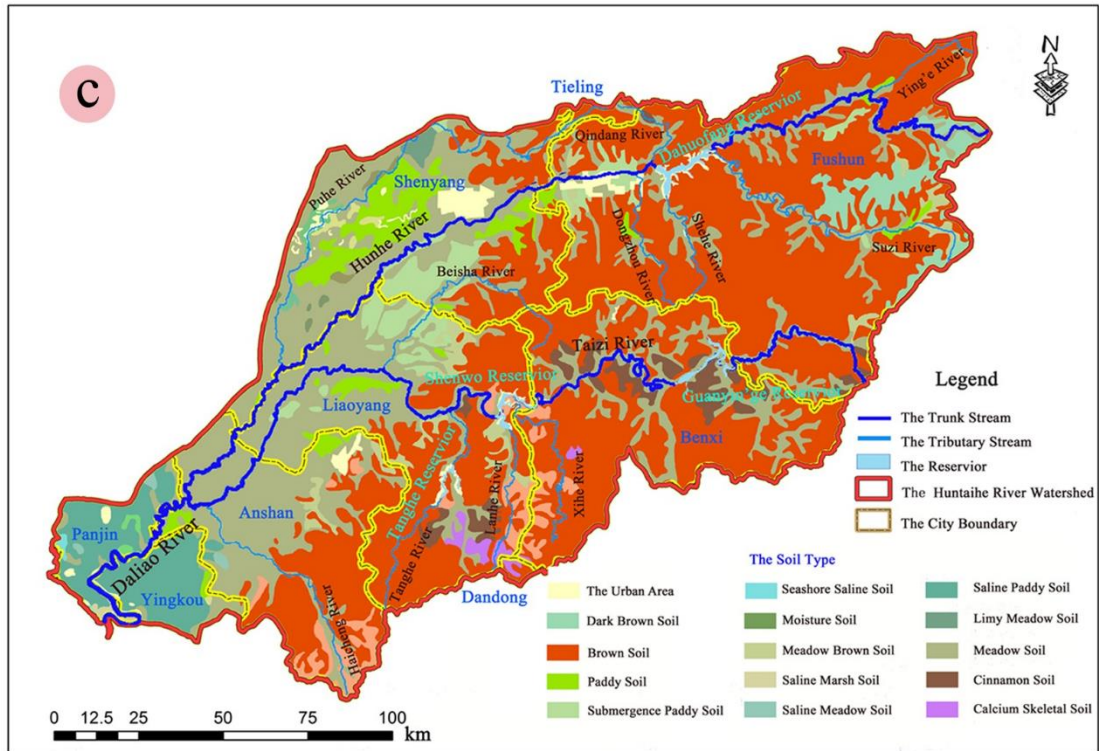 C
N
Tieling
Ying'e River
Qindang River
Dahuofang Reservior
Fushun
Puhe River
Shenyang
Hunhe River
Dongzhou River
Shehe River
Suzi River
Beisha River
Taizi River
Shenwo Reservior
Guanyin'ge Reservior
Liaoyang
Benxi
Tanghe Reservior
Lanhe River
Xihe River
Anshan
Panjin
Daliao River
Tanghe River
Yingkou
Dandong
Haicheng River
Legend
The Trunk Stream
The Tributary Stream
The Reservior
The Huntaihe River Watershed
The City Boundary
The Soil Type
The Urban Area
Dark Brown Soil
Brown Soil
Paddy Soil
Submergence Paddy Soil
Seashore Saline Soil
Moisture Soil
Meadow Brown Soil
Saline Marsh Soil
Saline Meadow Soil
Saline Paddy Soil
Limy Meadow Soil
Meadow Soil
Cinnamon Soil
Calcium Skeletal Soil
0 12.5 25 50 75 100
km